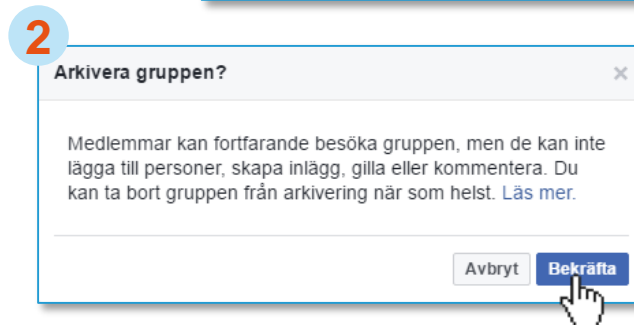 2
Arkivera gruppen?
Medlemmar kan fortfarande besöka gruppen, men de kan inte
lägga till personer, skapa inlägg, gilla eller kommentera. Du
kan ta bort gruppen från arkivering när som helst. Läs mer.
Avbryt Bekräfta